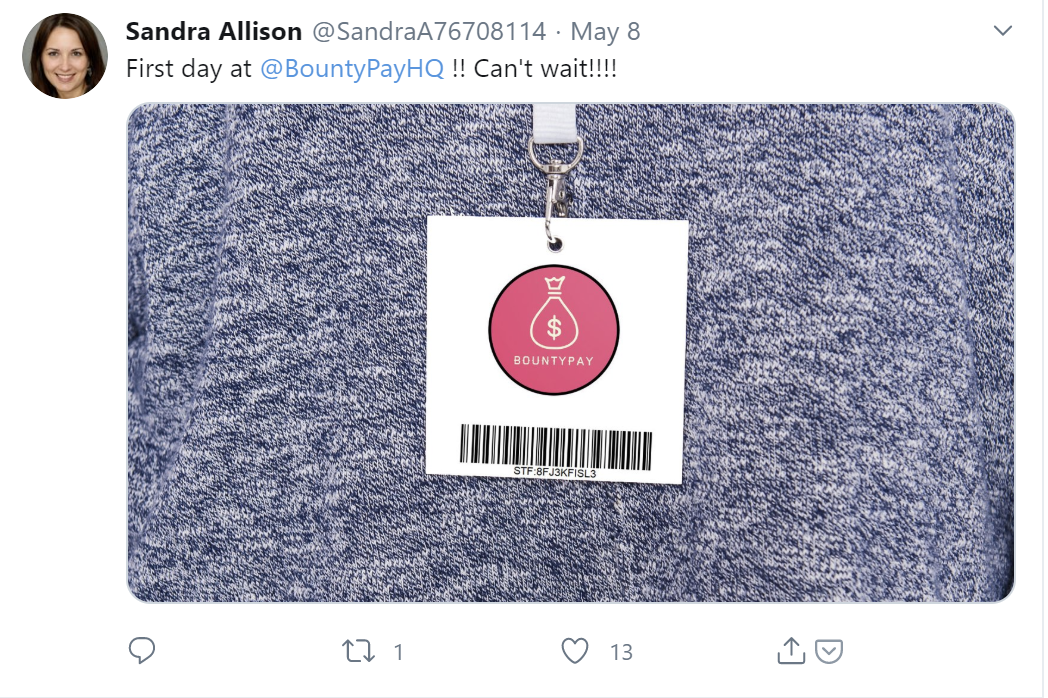 Sandra Allison @SandraA76708114 · May 8
First day at @BountyPayHQ !! Can't wait!!!!
$
BOUNTYPAY
STF:8FJ3KFISL3
1 13